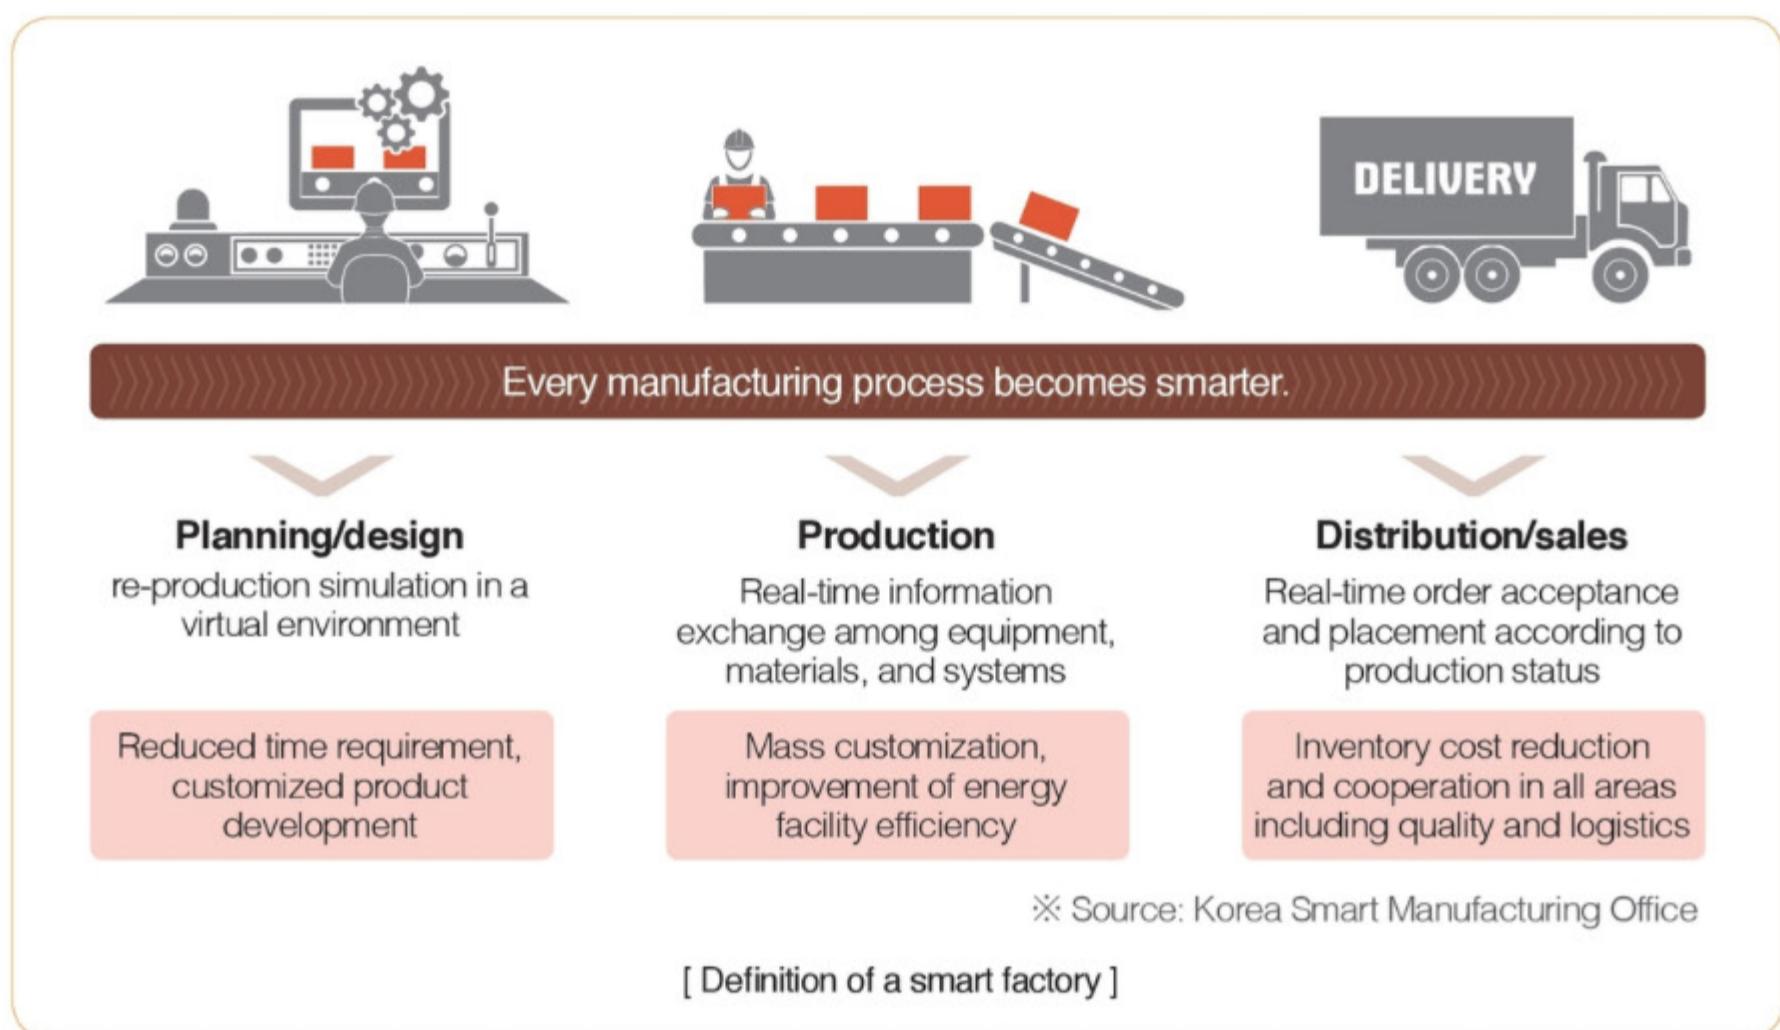 DELIVERY
Every manufacturing process becomes smarter.
Planning/design
re-production simulation in a
virtual environment
Reduced time requirement,
customized product
development
Production
Real-time information
exchange among equipment,
materials, and systems
Mass customization,
improvement of energy
facility efficiency
Distribution/sales
Real-time order acceptance
and placement according to
production status
Inventory cost reduction
and cooperation in all areas
including quality and logistics
※ Source: Korea Smart Manufacturing Office
[ Definition of a smart factory ]